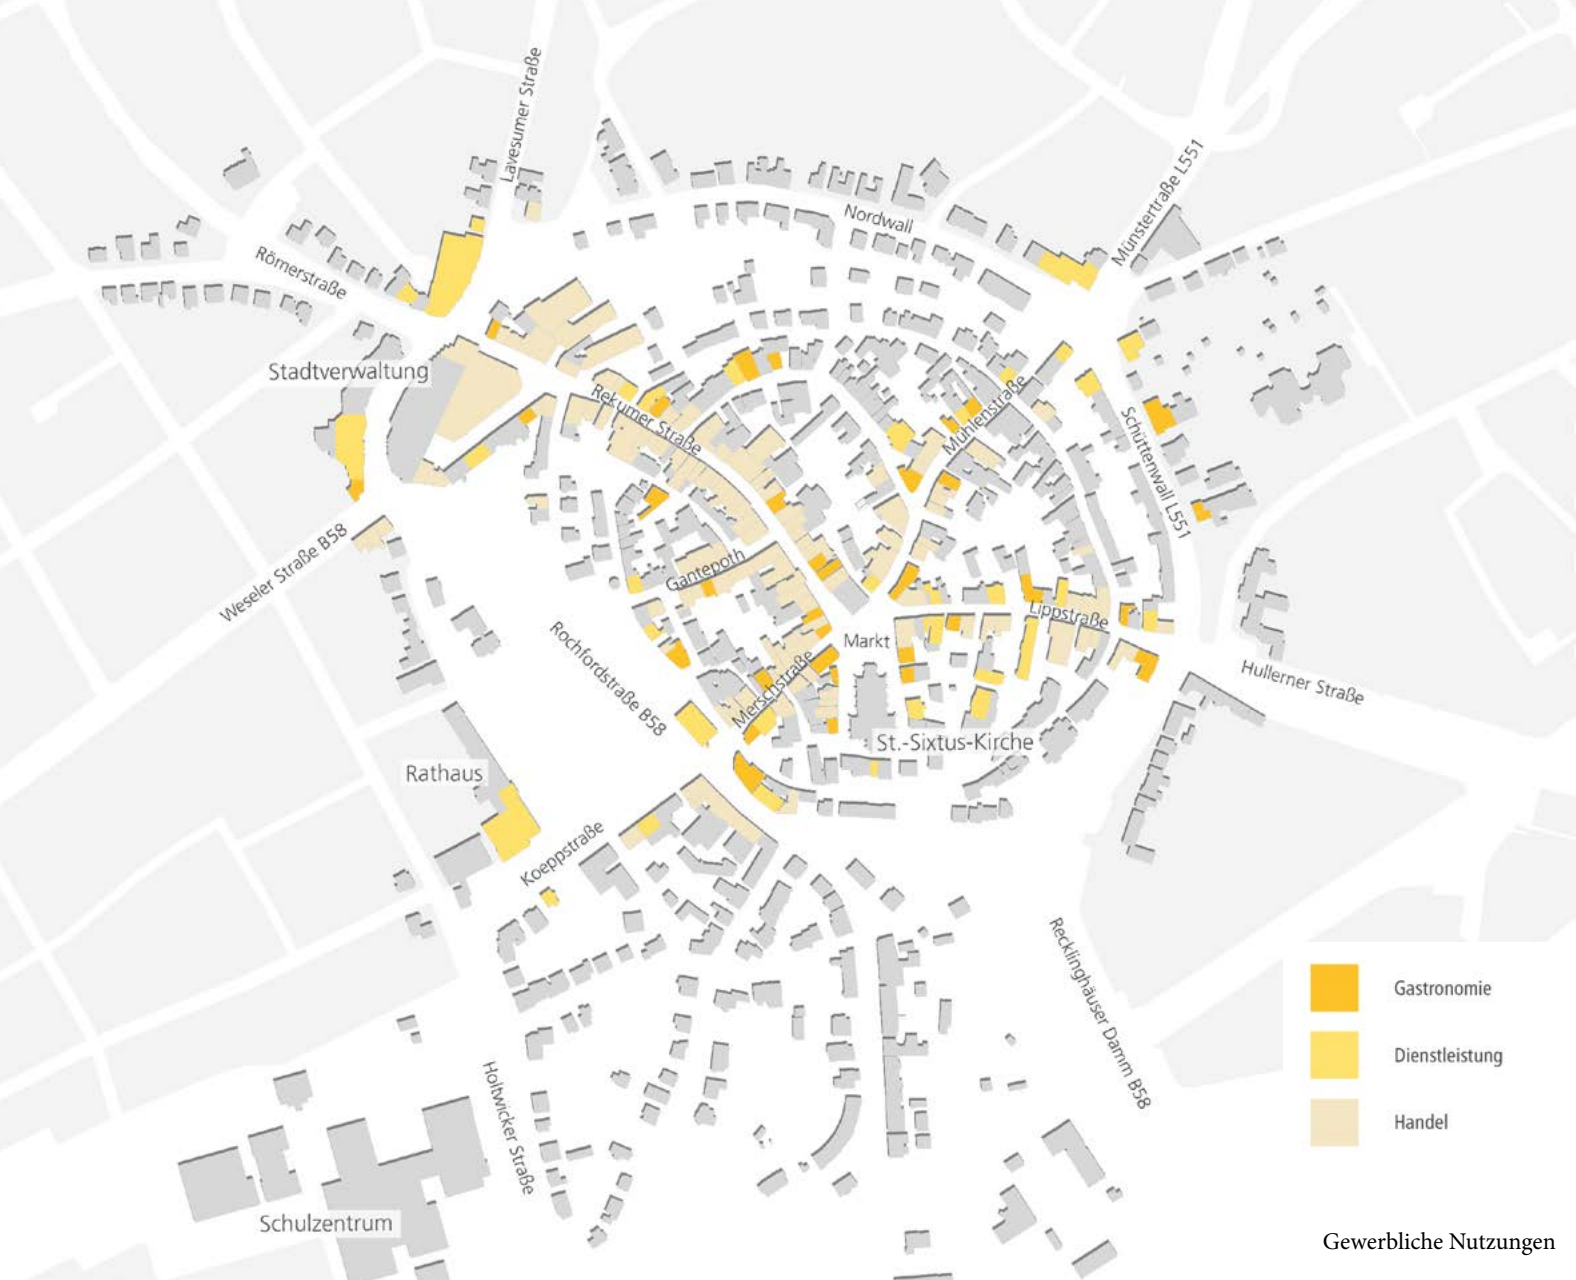 Lavesumer Straße
Münstertraße L551
Nordwall
Römerstraße
Stadtverwaltung
Rekumer Straße
Mühlenstraße
Schüttenwall L551
Weseler Straße B58
Gantepoth
Lippstraße
Markt
Rochfordstraße B58
Merschstraße
Hullerner Straße
St.-Sixtus-Kirche
Rathaus
Koeppstraße
Recklinghäuser Damm B58
Holtwicker Straße
Schulzentrum
Gastronomie
Dienstleistung
Handel
Gewerbliche Nutzungen